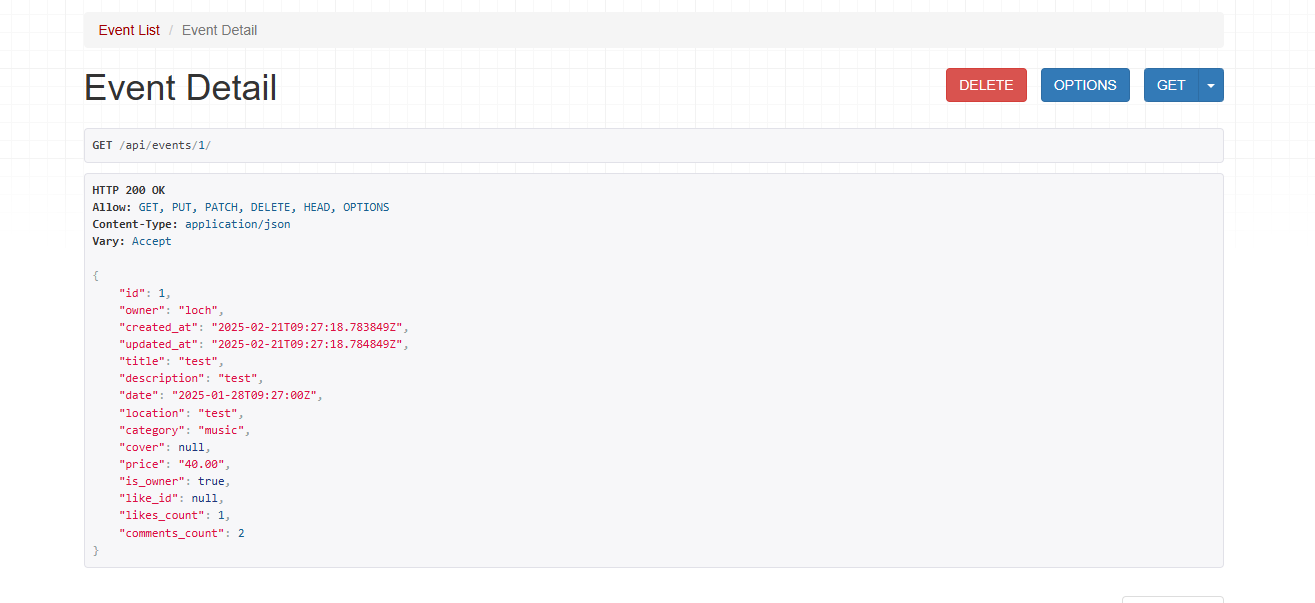 Event List / Event Detail
Event Detail
DELETE
OPTIONS
GET
GET /api/events/1/
HTTP 200 OK
Allow: GET, PUT, PATCH, DELETE, HEAD, OPTIONS
Content-Type: application/json
Vary: Accept
{
    "id": 1,
    "owner": "loch",
    "created_at": "2025-02-21T09:27:18.783849Z",
    "updated_at": "2025-02-21T09:27:18.784849Z",
    "title": "test",
    "description": "test",
    "date": "2025-01-28T09:27:00Z",
    "location": "test",
    "category": "music",
    "cover": null,
    "price": "40.00",
    "is_owner": true,
    "like_id": null,
    "likes_count": 1,
    "comments_count": 2
}